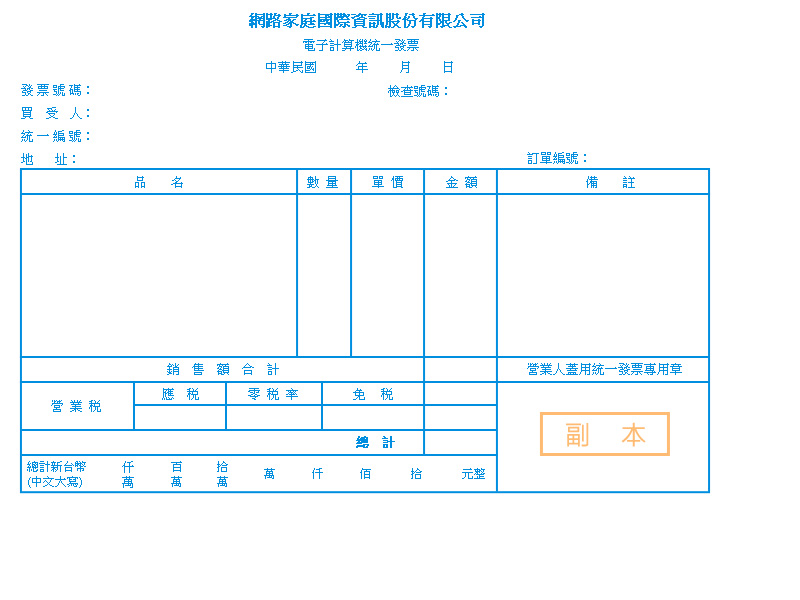 網路家庭國際資訊股份有限公司
電子計算機統一發票
中華民國 年 月 日
發票號碼： 檢查號碼：
買受人：
統一編號：
地址： 訂單編號：
品名 數量 單價 金額 備註
銷售額合計 營業人蓋用統一發票專用章
營業稅 應稅 零稅率 免稅
副本
總計
總計新台幣 仟 百 拾 萬 仟 佰 拾 元整
(中文大寫) 萬 萬 萬